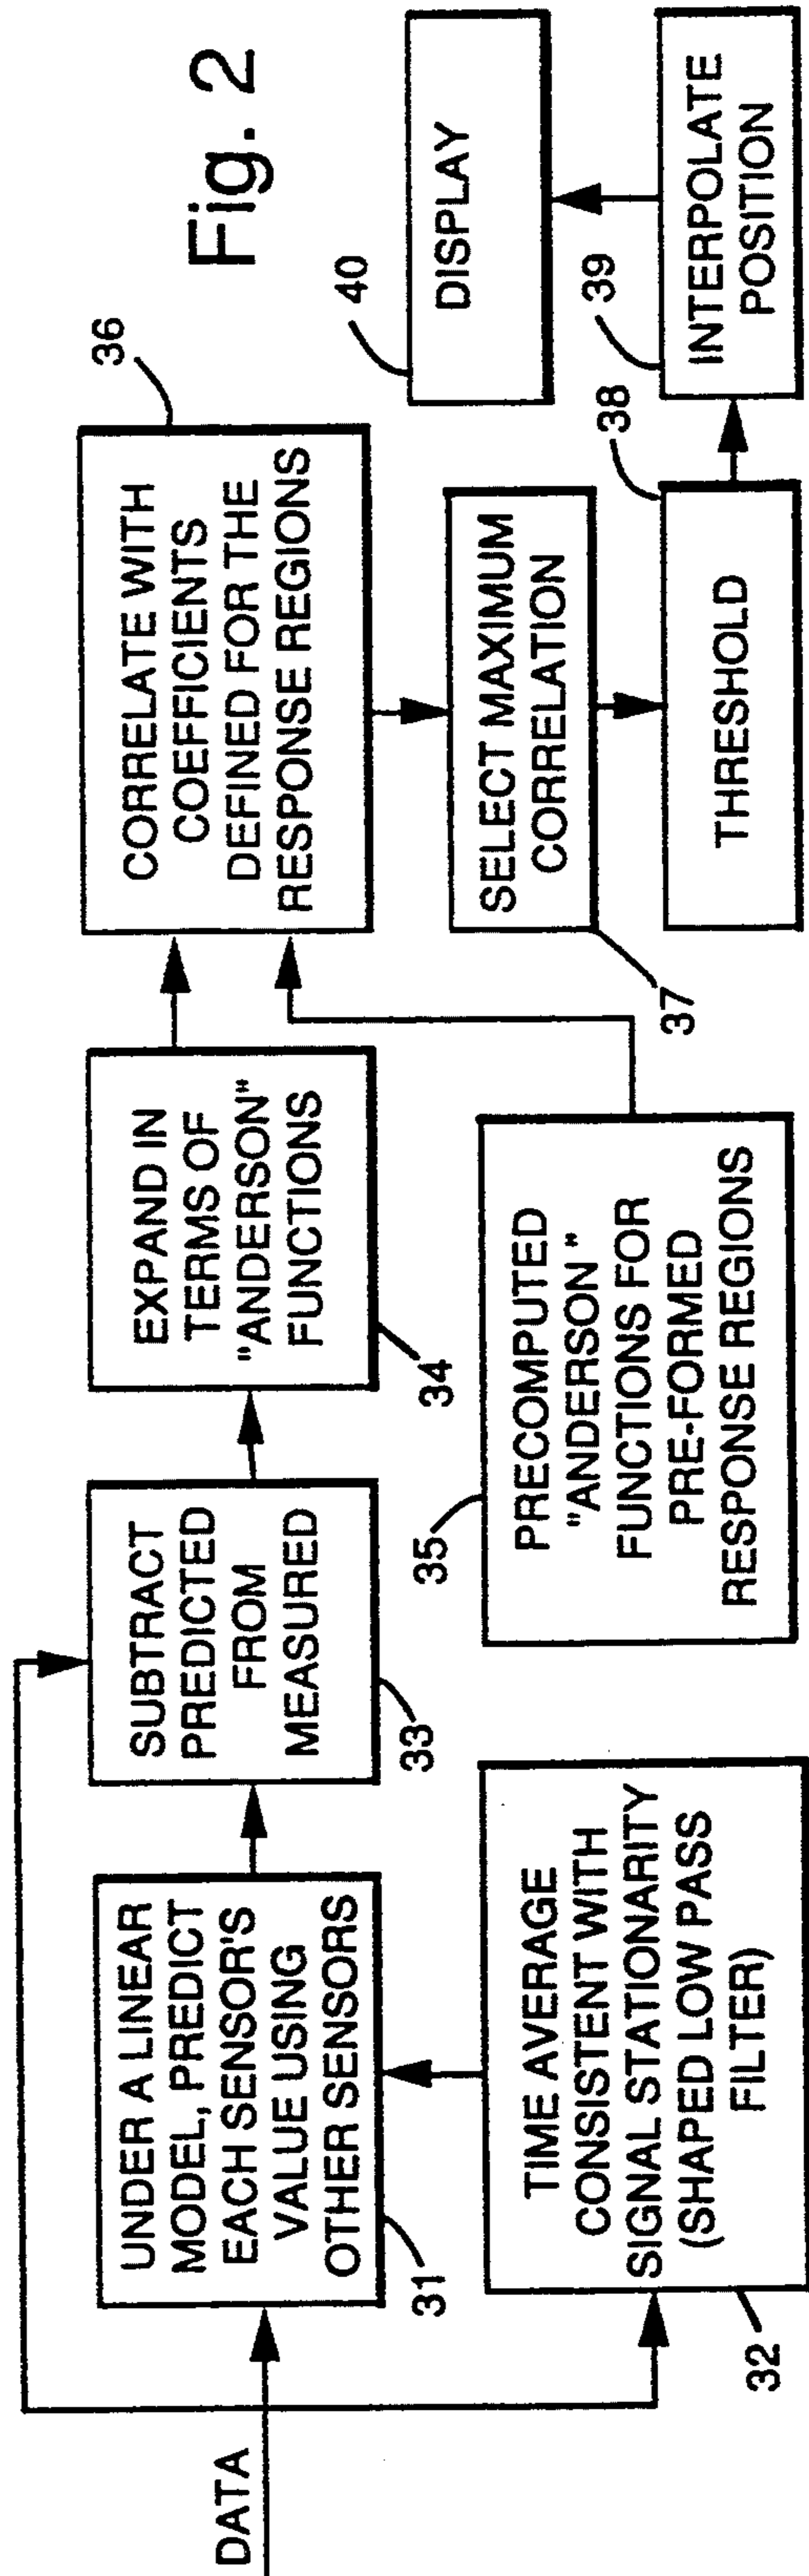 Fig. 2
DATA
UNDER A LINEAR
MODEL, PREDICT
EACH SENSOR'S
VALUE USING
OTHER SENSORS
31
TIME AVERAGE
CONSISTENT WITH
SIGNAL STATIONARITY
(SHAPED LOW PASS
FILTER)
32
SUBTRACT
PREDICTED
FROM
MEASURED
33
EXPAND IN
TERMS OF
"ANDERSON"
FUNCTIONS
34
35
PRECOMPUTED
"ANDERSON "
FUNCTIONS FOR
PRE-FORMED
RESPONSE REGIONS
36
CORRELATE WITH
COEFFICIENTS
DEFINED FOR THE
RESPONSE REGIONS
SELECT MAXIMUM
CORRELATION
37
38
THRESHOLD
39
INTERPOLATE
POSITION
40
DISPLAY